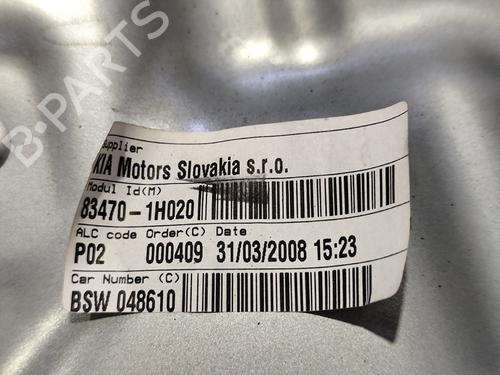 B-PARTS
Supplier
KIA Motors Slovakia s.r.o.
Modul Id(M)
83470-1H020
ALC code Order(C) Date
P02 000409 31/03/2008 15:23
Car Number (C)
BSW 048610
B-PARTS